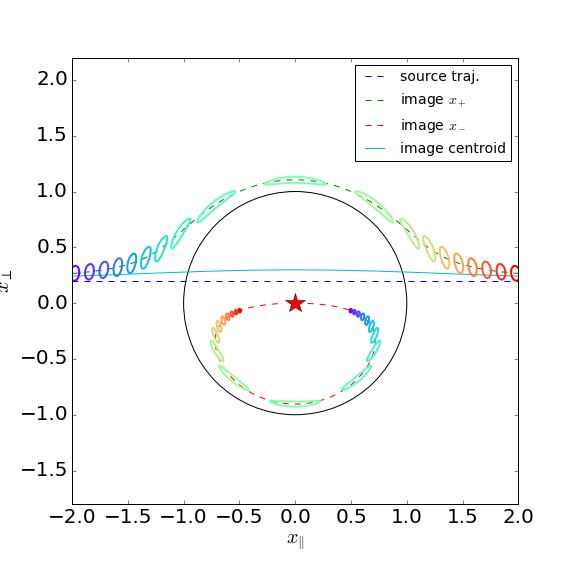 source traj.
image x₊
image x₋
image centroid
2.0
1.5
1.0
0.5
0.0
−0.5
−1.0
−1.5
x⊥
−2.0 −1.5 −1.0 −0.5 0.0 0.5 1.0 1.5 2.0
x∥